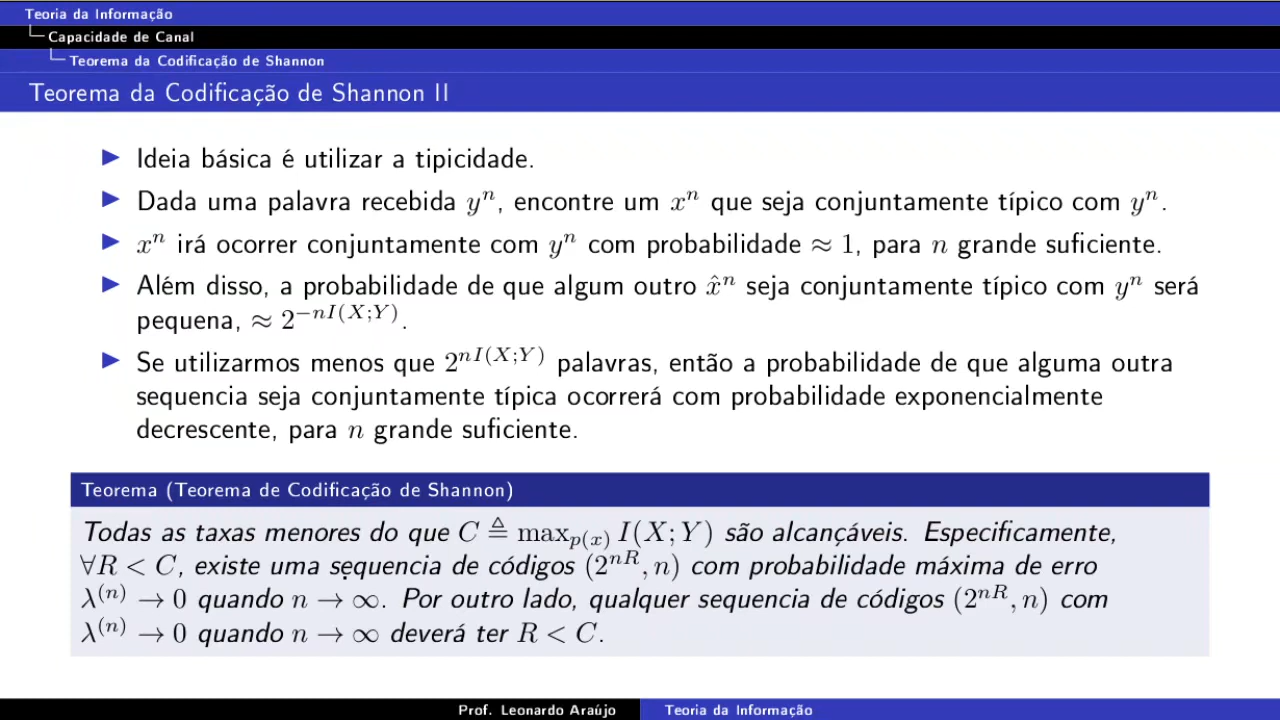 Teoria da Informação
Capacidade de Canal
Teorema da Codificação de Shannon
Teorema da Codificação de Shannon II
Ideia básica é utilizar a tipicidade.
Dada uma palavra recebida yⁿ, encontre um xⁿ que seja conjuntamente típico com yⁿ.
xⁿ irá ocorrer conjuntamente com yⁿ com probabilidade ≈ 1, para n grande suficiente.
Além disso, a probabilidade de que algum outro x̂ⁿ seja conjuntamente típico com yⁿ será
pequena, ≈ 2^{−nI(X;Y)}.
Se utilizarmos menos que 2^{nI(X;Y)} palavras, então a probabilidade de que alguma outra
sequencia seja conjuntamente típica ocorrerá com probabilidade exponencialmente
decrescente, para n grande suficiente.
Teorema (Teorema de Codificação de Shannon)
Todas as taxas menores do que C ≜ max_{p(x)} I(X; Y) são alcançáveis. Especificamente,
∀R < C, existe uma sequencia de códigos (2^{nR}, n) com probabilidade máxima de erro
λ^{(n)} → 0 quando n → ∞. Por outro lado, qualquer sequencia de códigos (2^{nR}, n) com
λ^{(n)} → 0 quando n → ∞ deverá ter R < C.
Prof. Leonardo Araújo
Teoria da Informação